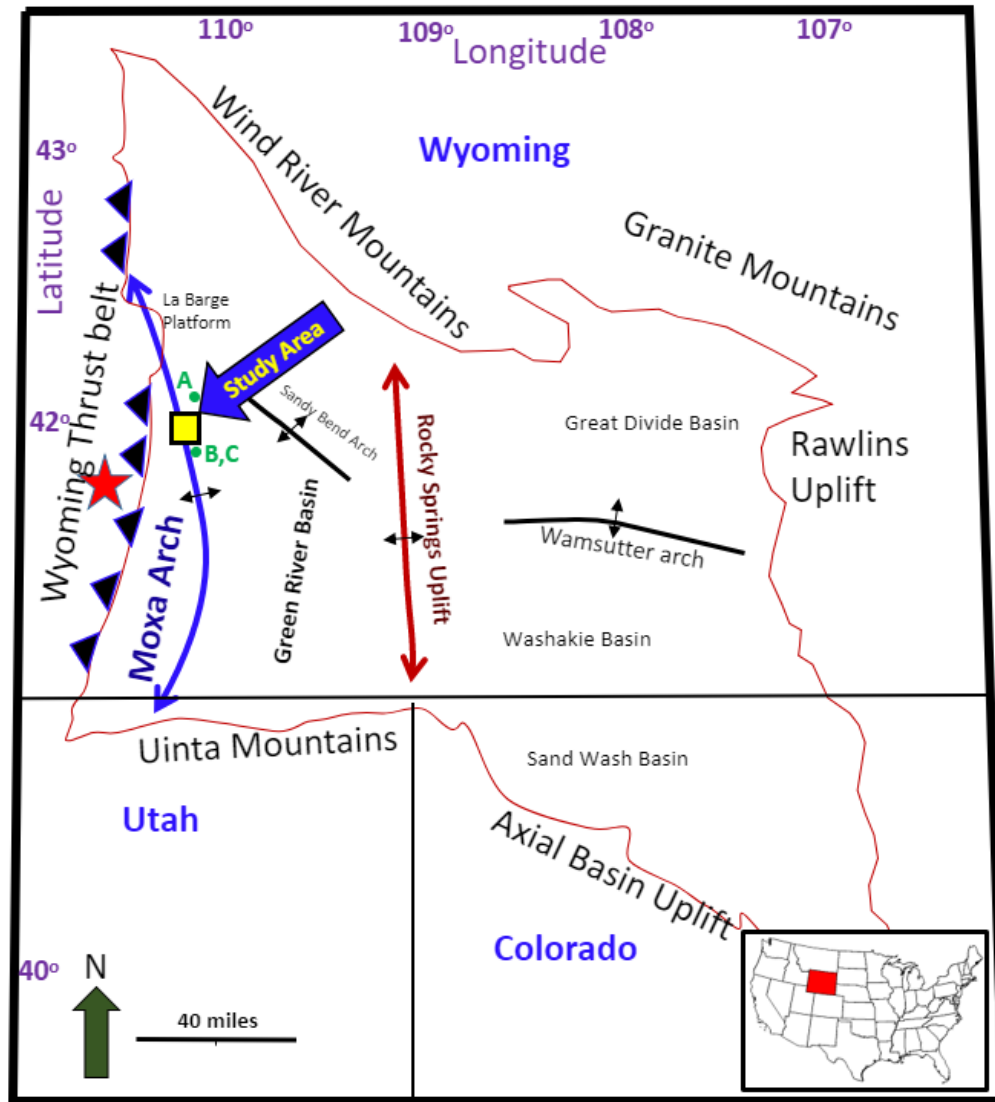 110o
109o
108o
107o
Longitude
Wyoming
43o
Latitude
Wind River Mountains
Granite Mountains
La Barge
Platform
Study Area
Wyoming Thrust belt
A
42o
B,C
Sandy Bend Arch
Rocky Springs Uplift
Great Divide Basin
Rawlins
Uplift
Green River Basin
Moxa Arch
Wamsutter arch
Washakie Basin
Uinta Mountains
Sand Wash Basin
Utah
Axial Basin Uplift
Colorado
40o
N
40 miles